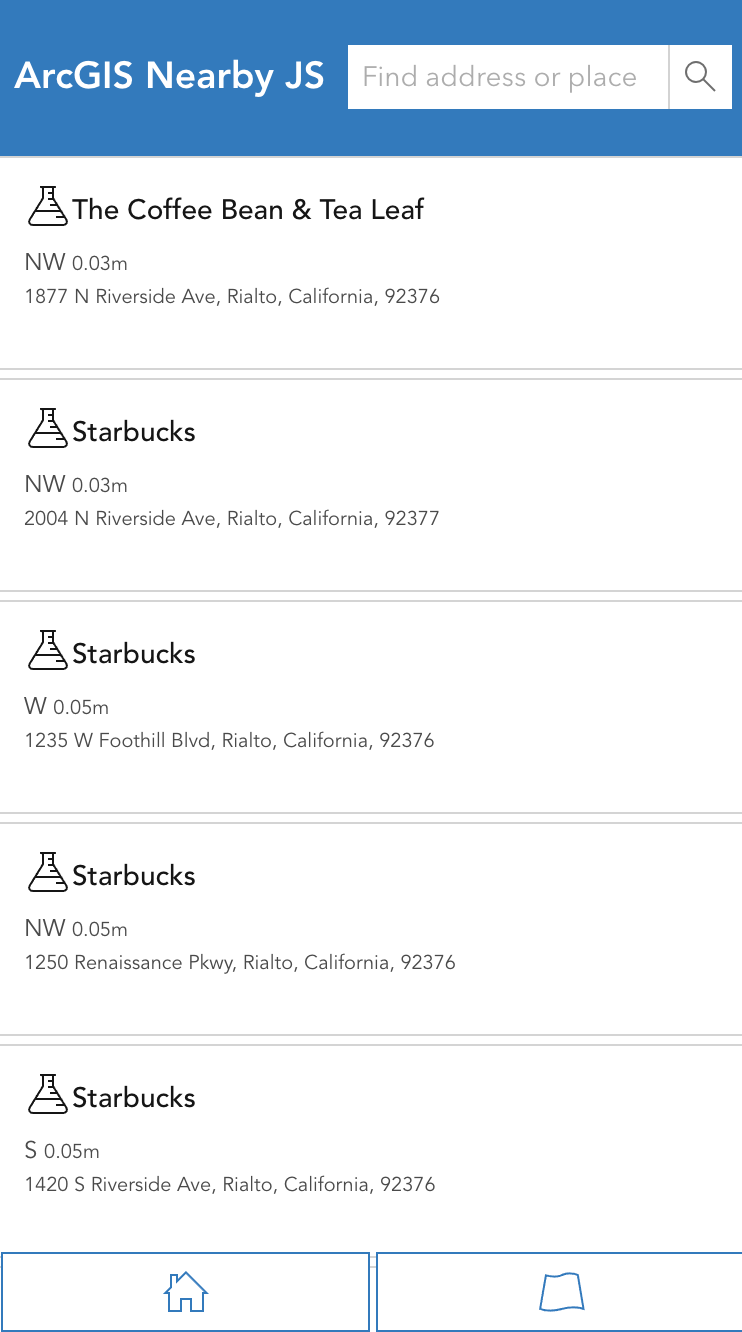 ArcGIS Nearby JS
Find address or place
The Coffee Bean & Tea Leaf
NW 0.03m
1877 N Riverside Ave, Rialto, California, 92376
Starbucks
NW 0.03m
2004 N Riverside Ave, Rialto, California, 92377
Starbucks
W 0.05m
1235 W Foothill Blvd, Rialto, California, 92376
Starbucks
NW 0.05m
1250 Renaissance Pkwy, Rialto, California, 92376
Starbucks
S 0.05m
1420 S Riverside Ave, Rialto, California, 92376